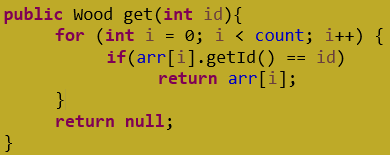 public Wood get(int id){
for (int i = 0; i < count; i++) {
if(arr[i].getId() == id)
return arr[i];
}
return null;
}